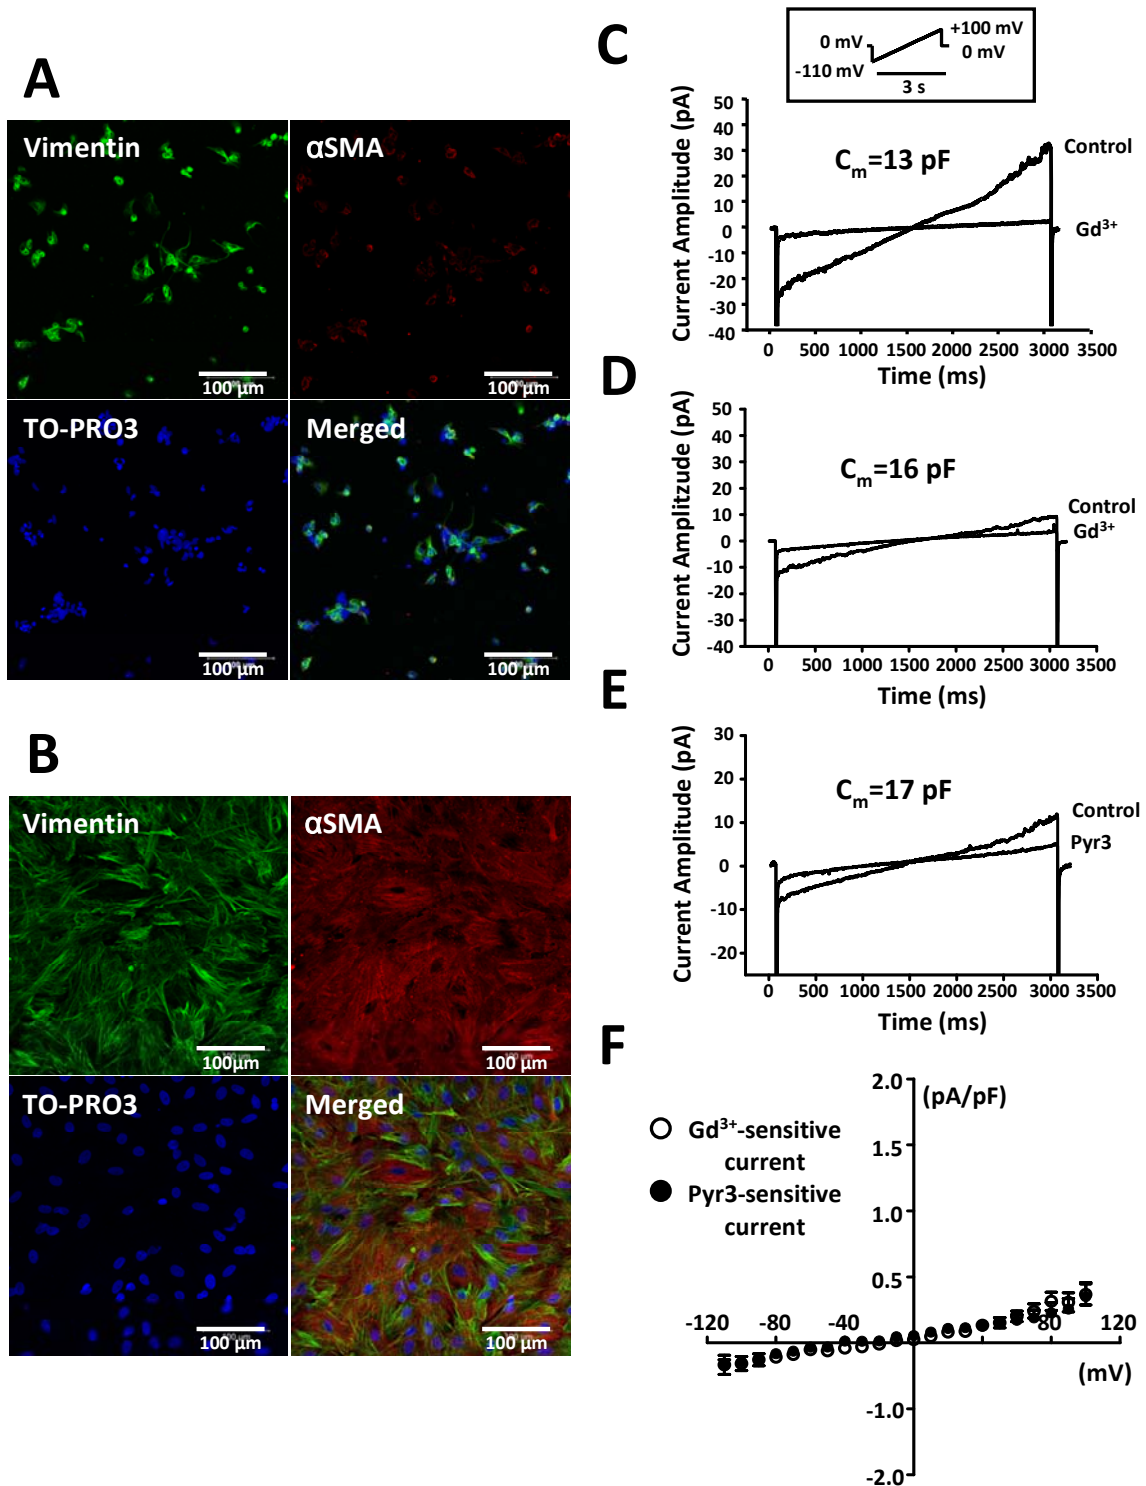 A
Vimentin
αSMA
100 µm
100 µm
TO-PRO3
Merged
100 µm
100 µm
B
Vimentin
αSMA
100µm
100 µm
TO-PRO3
Merged
100 µm
100 µm
C
0 mV
+100 mV
0 mV
-110 mV
3 s
Current Amplitude (pA)
50
40
30
20
10
0
-10
-20
-30
-40
Cm=13 pF
Control
Gd3+
0 500 1000 1500 2000 2500 3000 3500
Time (ms)
D
Current Amplitzude (pA)
50
40
30
20
10
0
-10
-20
-30
-40
Cm=16 pF
Control
Gd3+
0 500 1000 1500 2000 2500 3000 3500
Time (ms)
E
Current Amplitude (pA)
30
20
10
0
-10
-20
Cm=17 pF
Control
Pyr3
0 500 1000 1500 2000 2500 3000 3500
Time (ms)
F
2.0
(pA/pF)
Gd3+-sensitive
current
1.5
Pyr3-sensitive
current
1.0
0.5
-120 -80 -40 80 120
(mV)
-1.0
-2.0